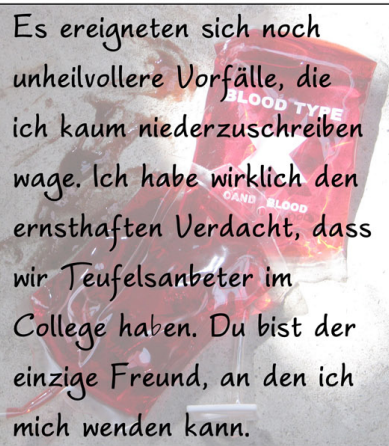 Es ereigneten sich noch
unheilvollere Vorfälle, die
ich kaum niederzuschreiben
wage. Ich habe wirklich den
ernsthaften Verdacht, dass
wir Teufelsanbeter im
College haben. Du bist der
einzige Freund, an den ich
mich wenden kann.
BLOOD TYPE
X
CAND BLOOD